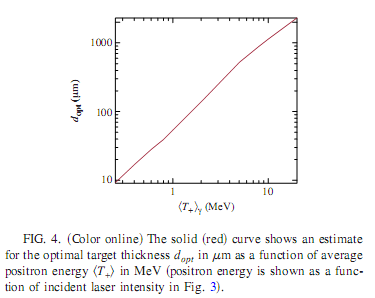 1000
100
10
d_opt (μm)
1
10
⟨T₊⟩ᵧ (MeV)
FIG. 4. (Color online) The solid (red) curve shows an estimate
for the optimal target thickness d_opt in μm as a function of average
positron energy ⟨T₊⟩ in MeV (positron energy is shown as a func-
tion of incident laser intensity in Fig. 3).